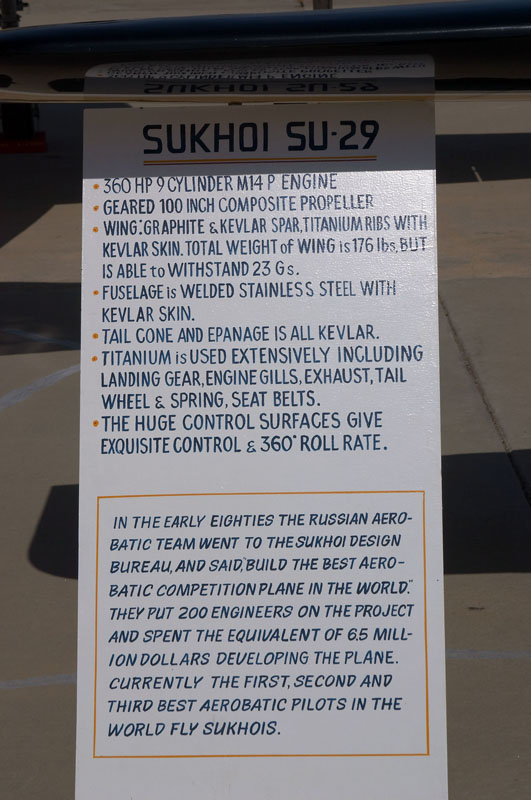 SUKHOI SU-29
• 360 HP 9 CYLINDER M14 P ENGINE
• GEARED 100 INCH COMPOSITE PROPELLER
• WING: GRAPHITE & KEVLAR SPAR, TITANIUM RIBS WITH
KEVLAR SKIN. TOTAL WEIGHT of WING is 176 lbs, BUT
IS ABLE to WITHSTAND 23 Gs.
• FUSELAGE is WELDED STAINLESS STEEL WITH
KEVLAR SKIN.
• TAIL CONE AND EPANAGE IS ALL KEVLAR.
• TITANIUM is USED EXTENSIVELY INCLUDING
LANDING GEAR, ENGINE GILLS, EXHAUST, TAIL
WHEEL & SPRING, SEAT BELTS.
• THE HUGE CONTROL SURFACES GIVE
EXQUISITE CONTROL & 360° ROLL RATE.
IN THE EARLY EIGHTIES THE RUSSIAN AERO-
BATIC TEAM WENT TO THE SUKHOI DESIGN
BUREAU, AND SAID, "BUILD THE BEST AERO-
BATIC COMPETITION PLANE IN THE WORLD."
THEY PUT 200 ENGINEERS ON THE PROJECT
AND SPENT THE EQUIVALENT OF 6.5 MILL-
ION DOLLARS DEVELOPING THE PLANE.
CURRENTLY THE FIRST, SECOND AND
THIRD BEST AEROBATIC PILOTS IN THE
WORLD FLY SUKHOIS.